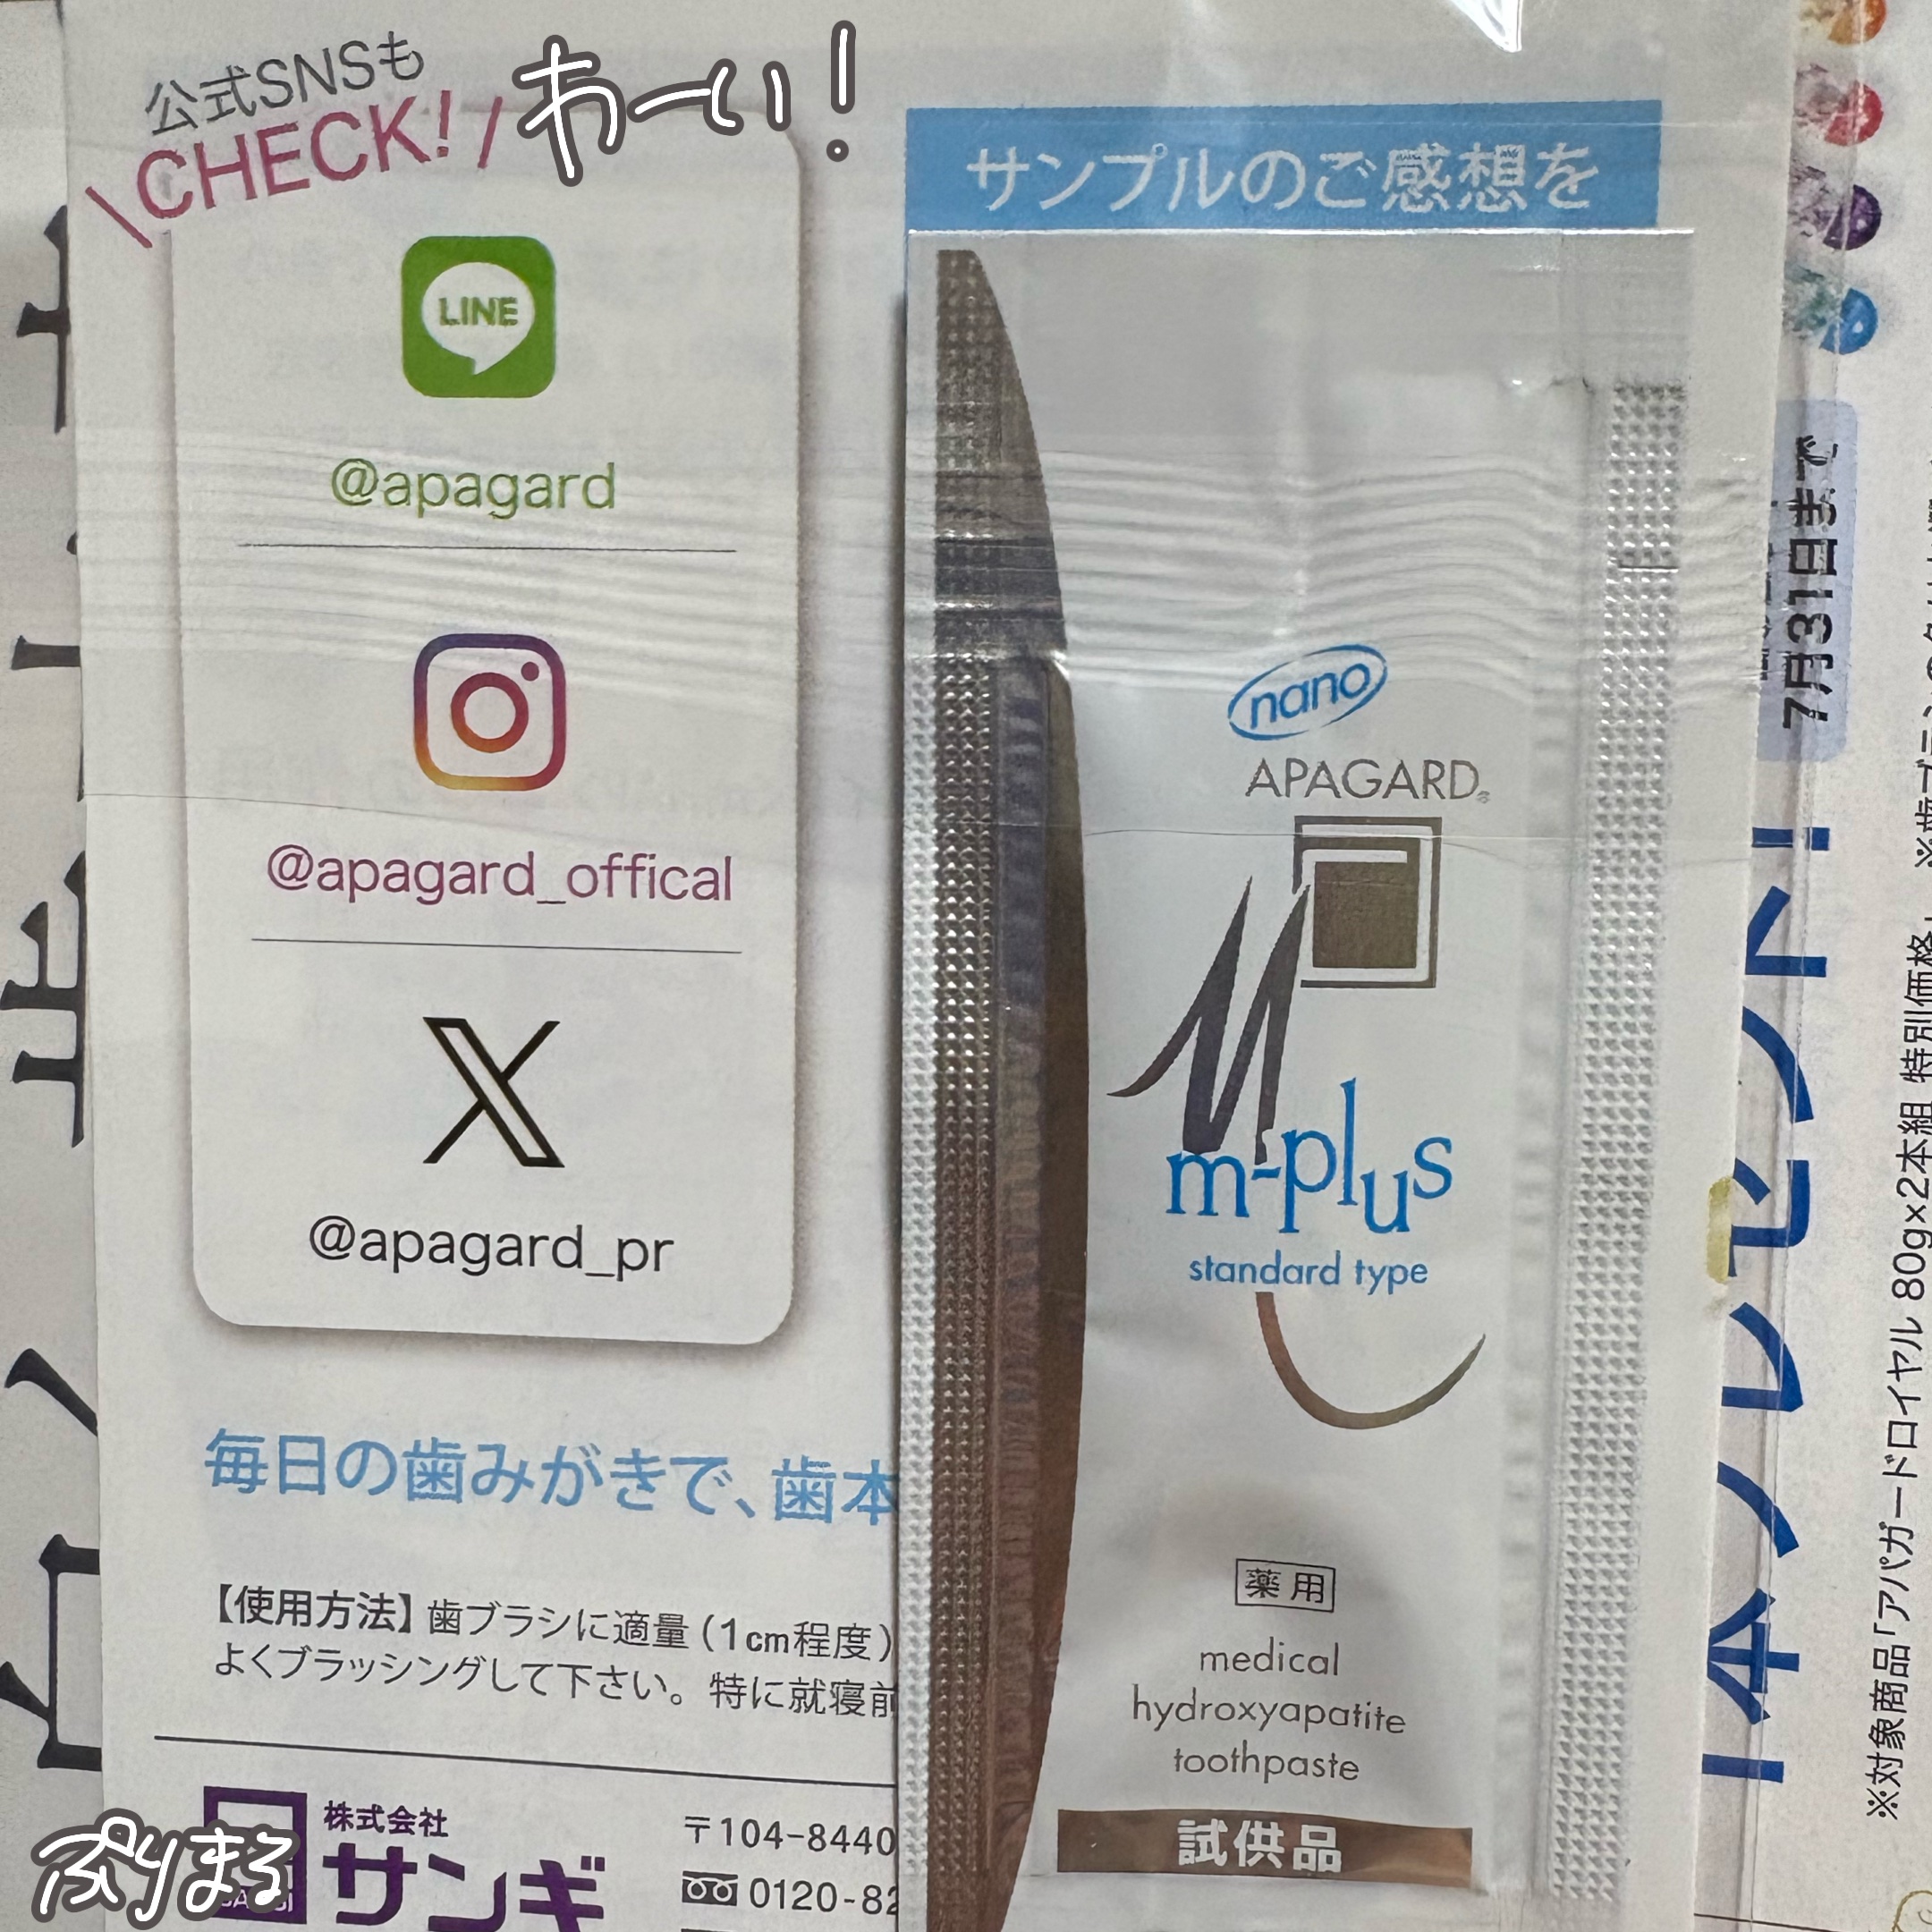 公式SNSも
\CHECK!/
わーい!
LINE
@apagard
@apagard_offical
@apagard_pr
毎日の歯みがきで、歯本
【使用方法】歯ブラシに適量(1cm程度)
よくブラッシングして下さい。特に就寝前
株式会社
サンギ
〒104-8440
0120-82
ぷりまる
サンプルのご感想を
nano
APAGARD®
M
m-plus
standard type
薬用
medical
hydroxyapatite
toothpaste
試供品
7月31日まで
※対象商品「アパガードロイヤル 80g×2本組 特別価格」